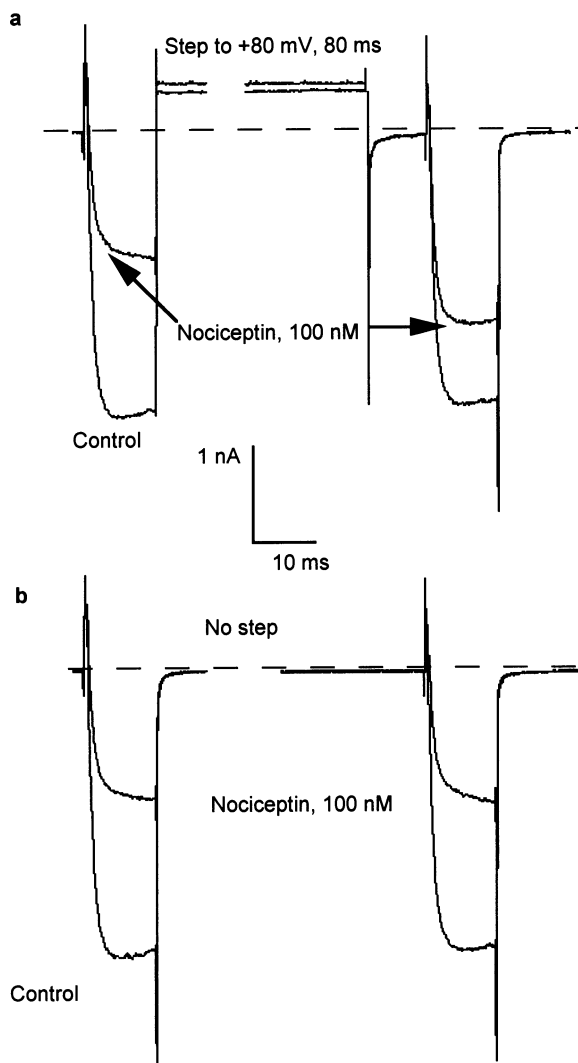 a
Step to +80 mV, 80 ms
Nociceptin, 100 nM
Control
1 nA
10 ms
b
No step
Nociceptin, 100 nM
Control